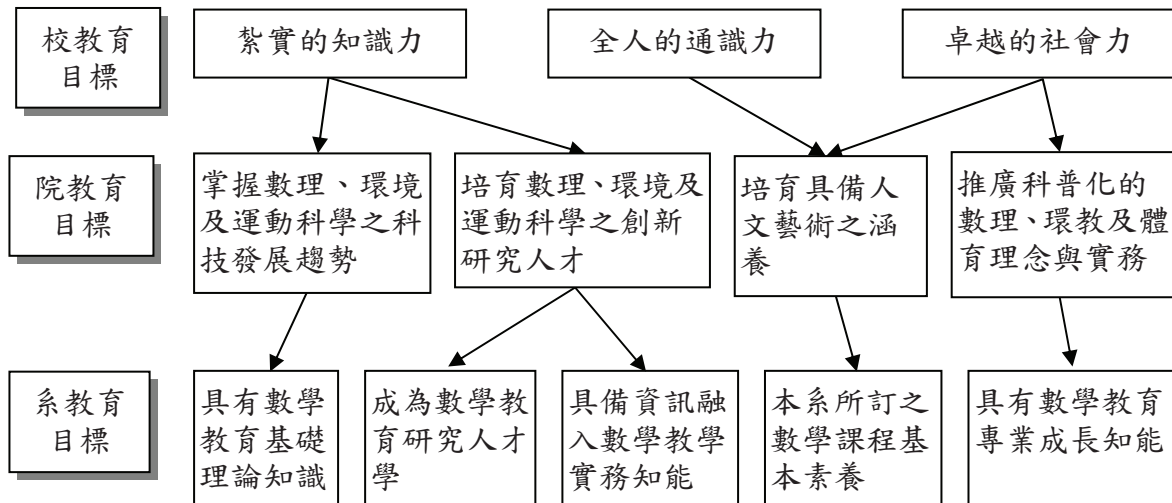 校教育
目標
紮實的知識力
全人的通識力
卓越的社會力
院教育
目標
掌握數理、環境
及運動科學之科
技發展趨勢
培育數理、環境及
運動科學之創新
研究人才
培育具備人
文藝術之涵
養
推廣科普化的
數理、環教及體
育理念與實務
系教育
目標
具有數學
教育基礎
理論知識
成為數學教
育研究人才
學
具備資訊融
入數學教學
實務知能
本系所訂之
數學課程基
本素養
具有數學教育
專業成長知能